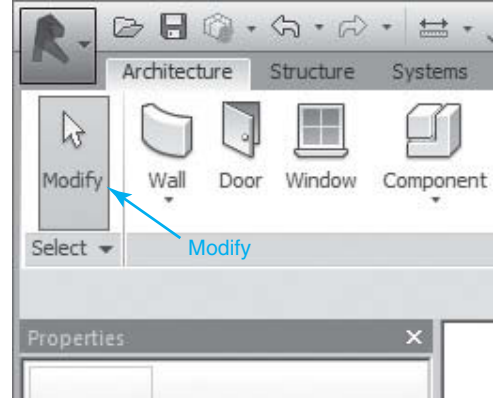 Architecture Structure Systems
Modify Wall Door Window Component
Select
Modify
Properties